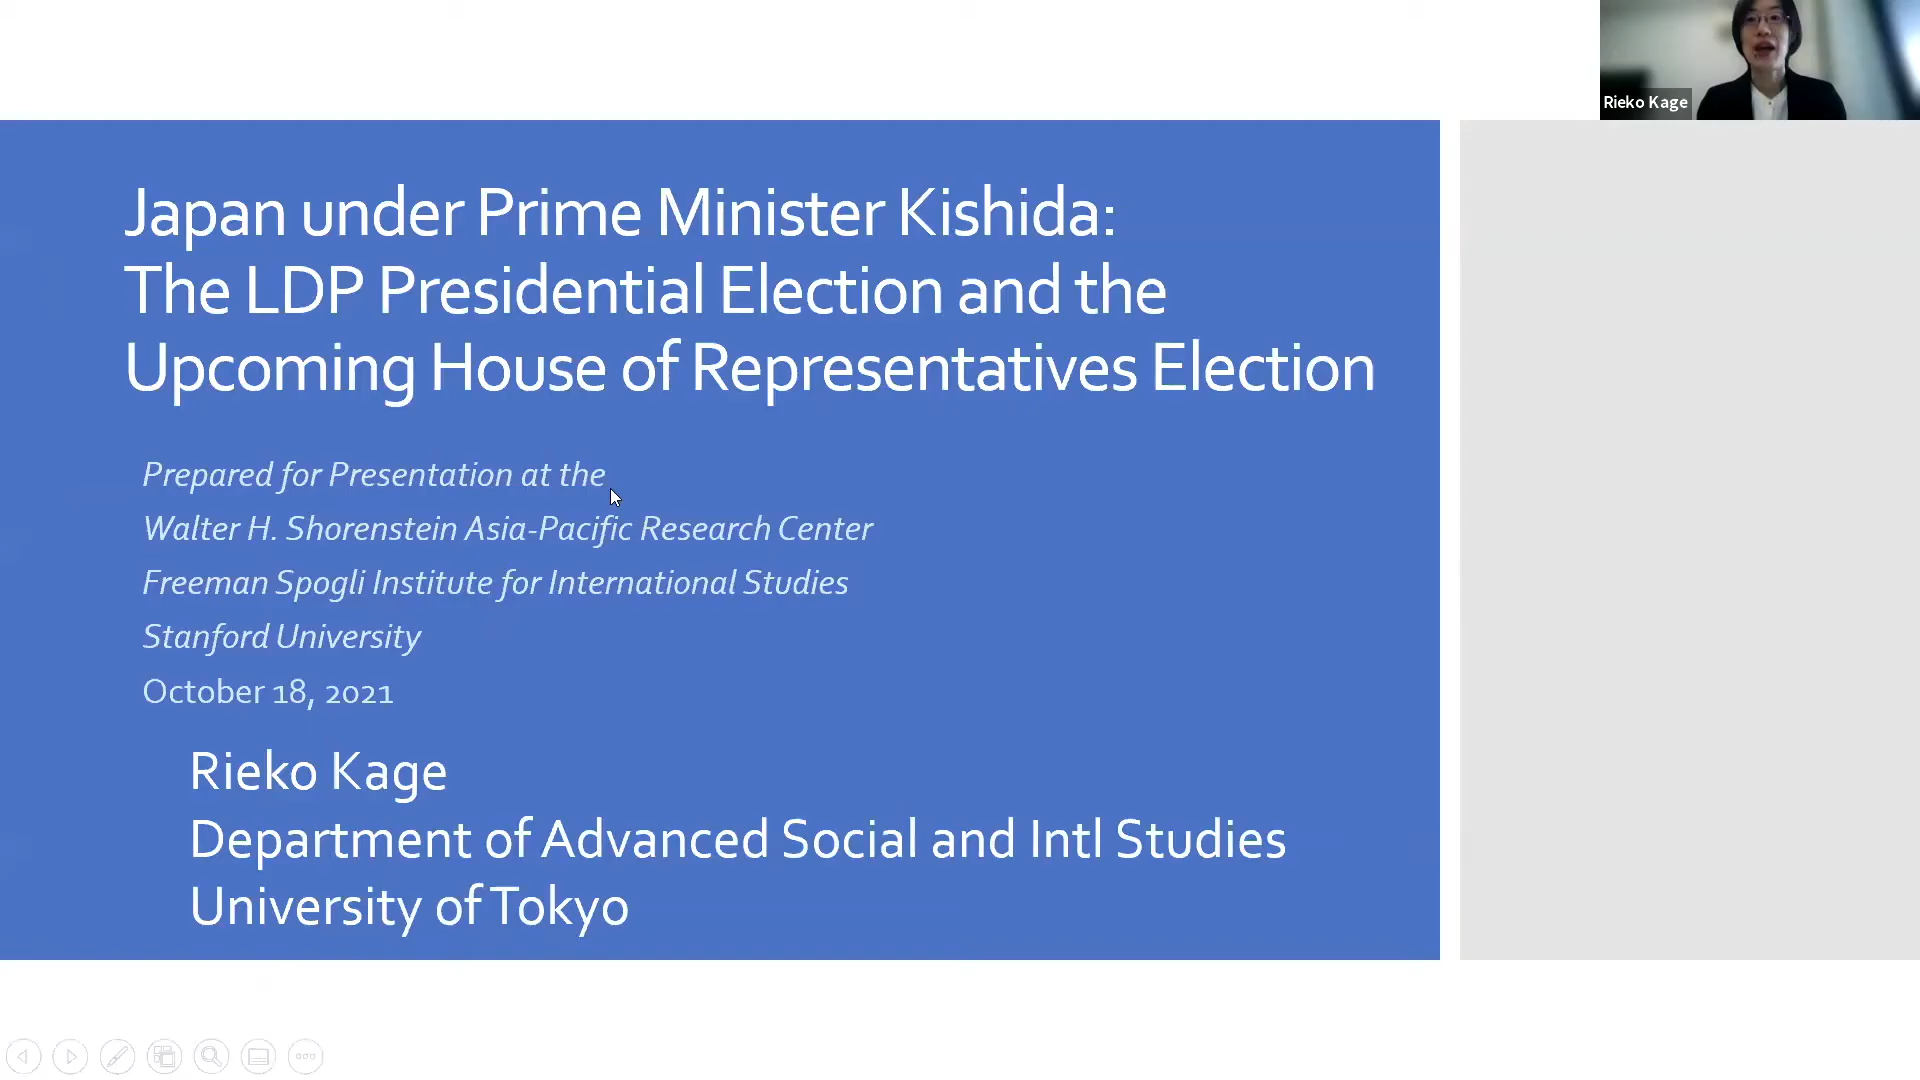 Rieko Kage
Japan under Prime Minister Kishida:
The LDP Presidential Election and the
Upcoming House of Representatives Election
Prepared for Presentation at the
Walter H. Shorenstein Asia-Pacific Research Center
Freeman Spogli Institute for International Studies
Stanford University
October 18, 2021
Rieko Kage
Department of Advanced Social and Intl Studies
University of Tokyo